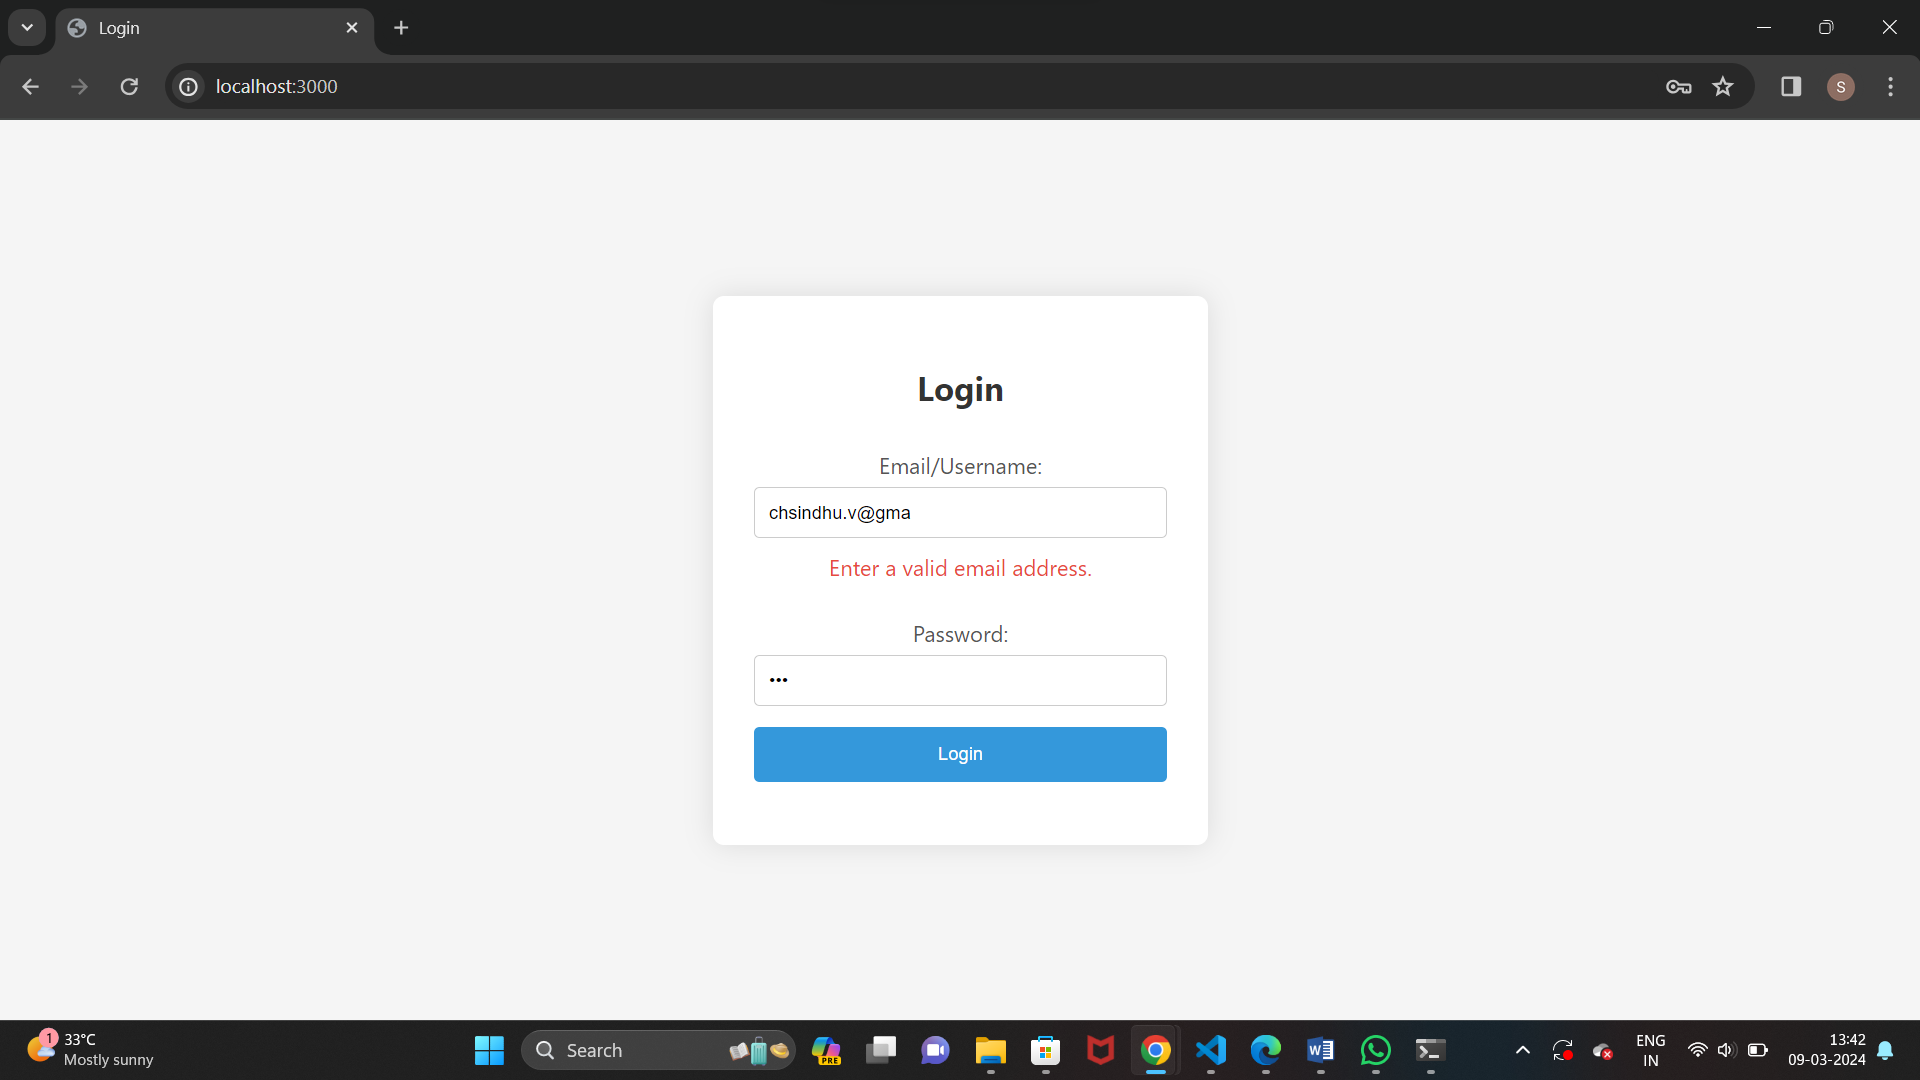 Login
localhost:3000
S
Login
Email/Username:
chsindhu.v@gma
Enter a valid email address.
Password:
•••
Login
1
33°C
Mostly sunny
Search
PRE
W
ENG
IN
13:42
09-03-2024